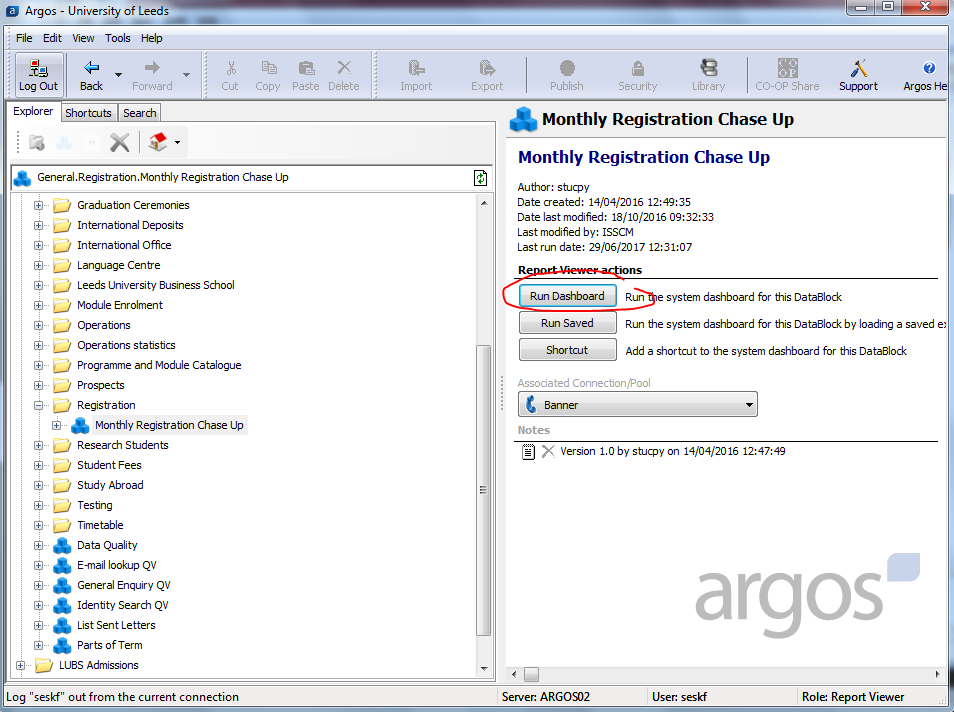 Argos - University of Leeds
File Edit View Tools Help
Log Out Back Forward Cut Copy Paste Delete Import Export Publish Security Library CO-OP Share Support Argos He
Explorer Shortcuts Search
General.Registration.Monthly Registration Chase Up
Graduation Ceremonies
International Deposits
International Office
Language Centre
Leeds University Business School
Module Enrolment
Operations
Operations statistics
Programme and Module Catalogue
Prospects
Registration
Monthly Registration Chase Up
Research Students
Student Fees
Study Abroad
Testing
Timetable
Data Quality
E-mail lookup QV
General Enquiry QV
Identity Search QV
List Sent Letters
Parts of Term
LUBS Admissions
Monthly Registration Chase Up
Monthly Registration Chase Up
Author: stucpy
Date created: 14/04/2016 12:49:35
Date last modified: 18/10/2016 09:32:33
Last modified by: ISSCM
Last run date: 29/06/2017 12:31:07
Report Viewer actions
Run Dashboard Run the system dashboard for this DataBlock
Run Saved Run the system dashboard for this DataBlock by loading a saved ex
Shortcut Add a shortcut to the system dashboard for this DataBlock
Associated Connection/Pool
Banner
Notes
Version 1.0 by stucpy on 14/04/2016 12:47:49
argos
Log "seskf" out from the current connection Server: ARGOS02 User: seskf Role: Report Viewer